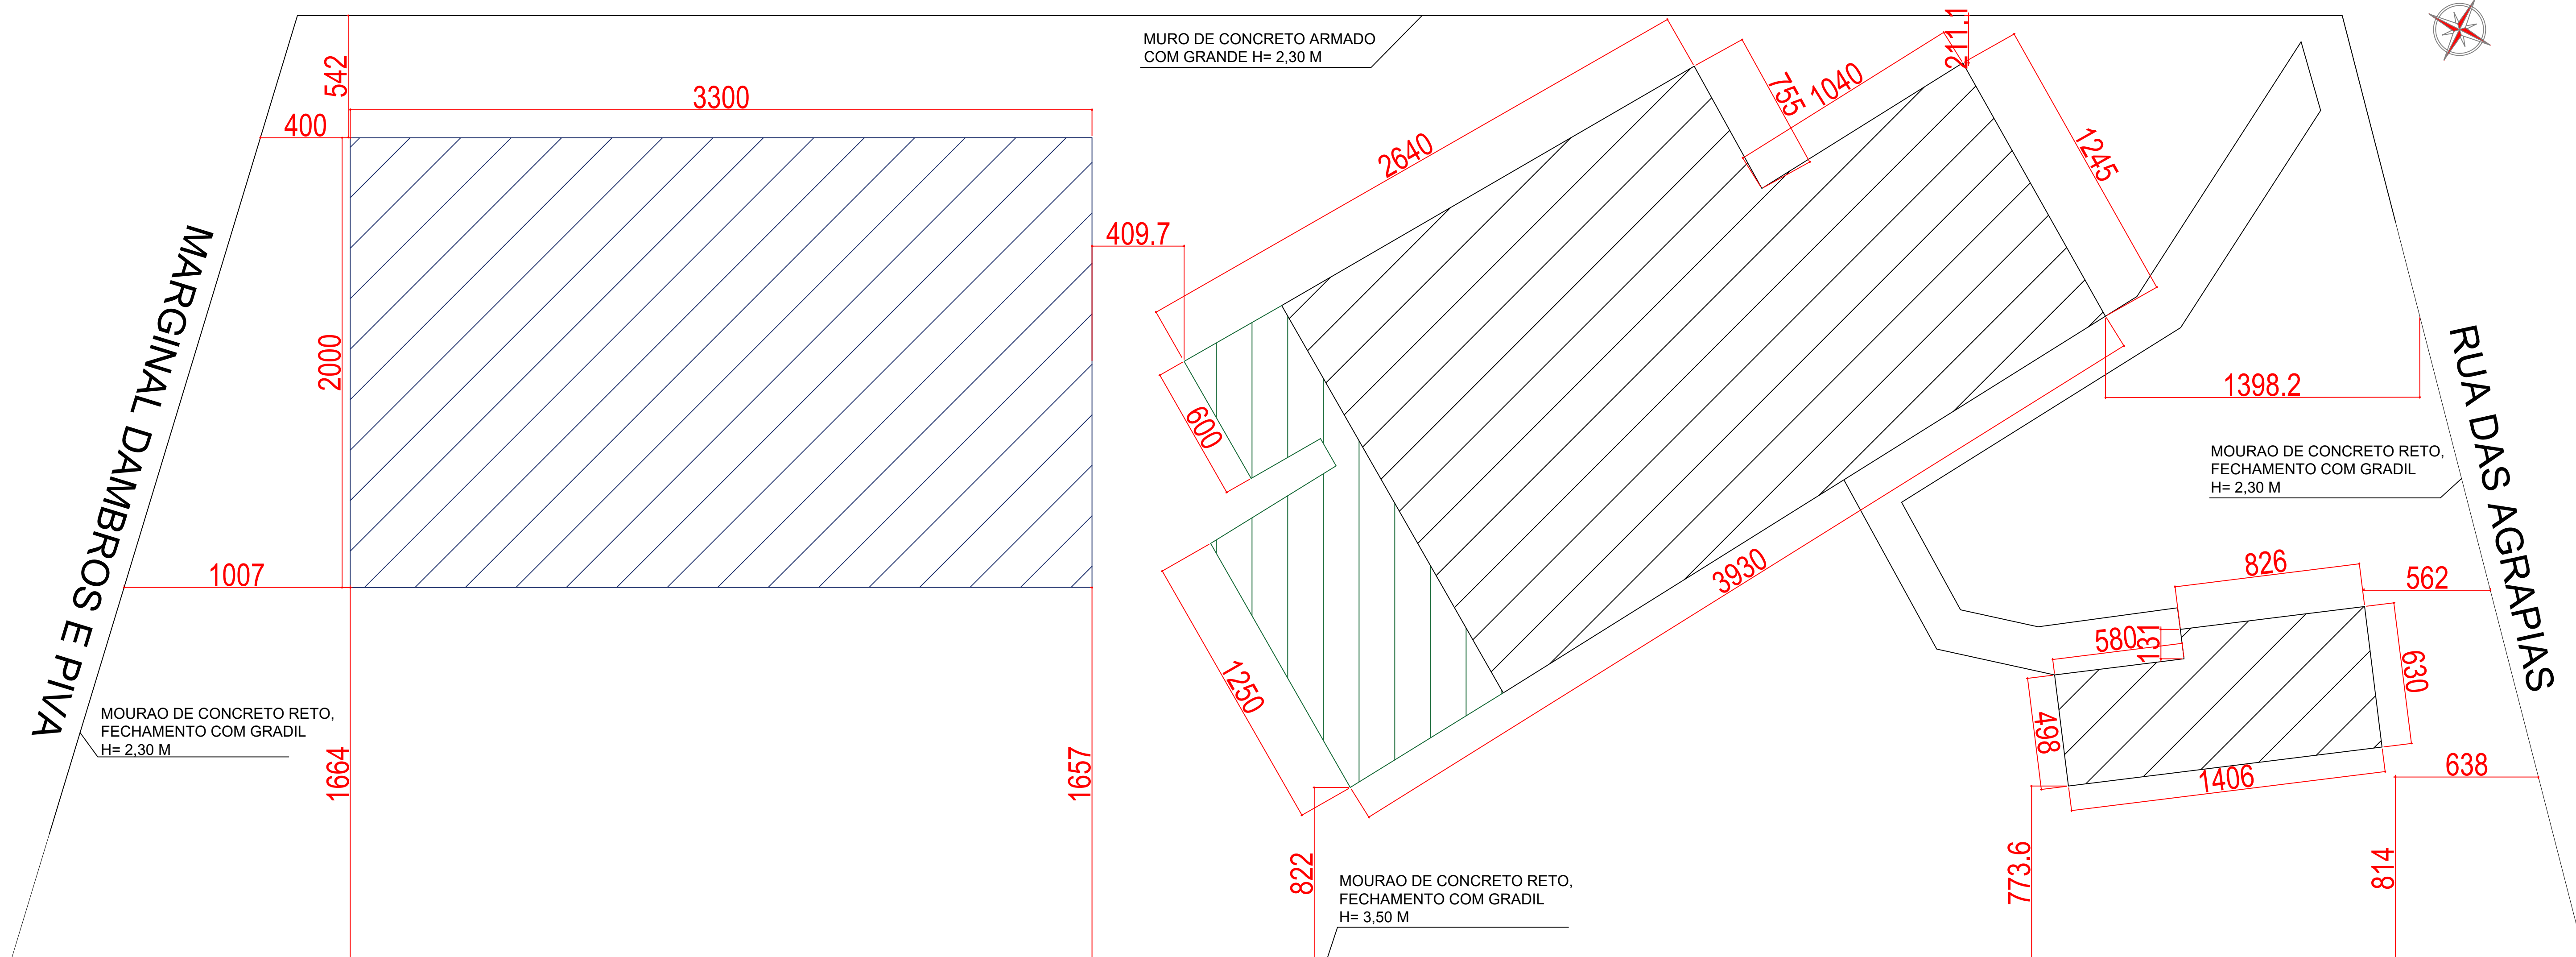 MURO DE CONCRETO ARMADO
COM GRANDE H= 2,30 M
542
3300
400
2000
1007
1664
1657
409.7
2640
755
1040
211.1
1245
600
1250
3930
1398.2
822
MARGINAL DAMBROS E PIVA
MOURAO DE CONCRETO RETO,
FECHAMENTO COM GRADIL
H= 2,30 M
MOURAO DE CONCRETO RETO,
FECHAMENTO COM GRADIL
H= 3,50 M
MOURAO DE CONCRETO RETO,
FECHAMENTO COM GRADIL
H= 2,30 M
RUA DAS AGRAPIAS
826
562
580
131
630
498
1406
638
773.6
814